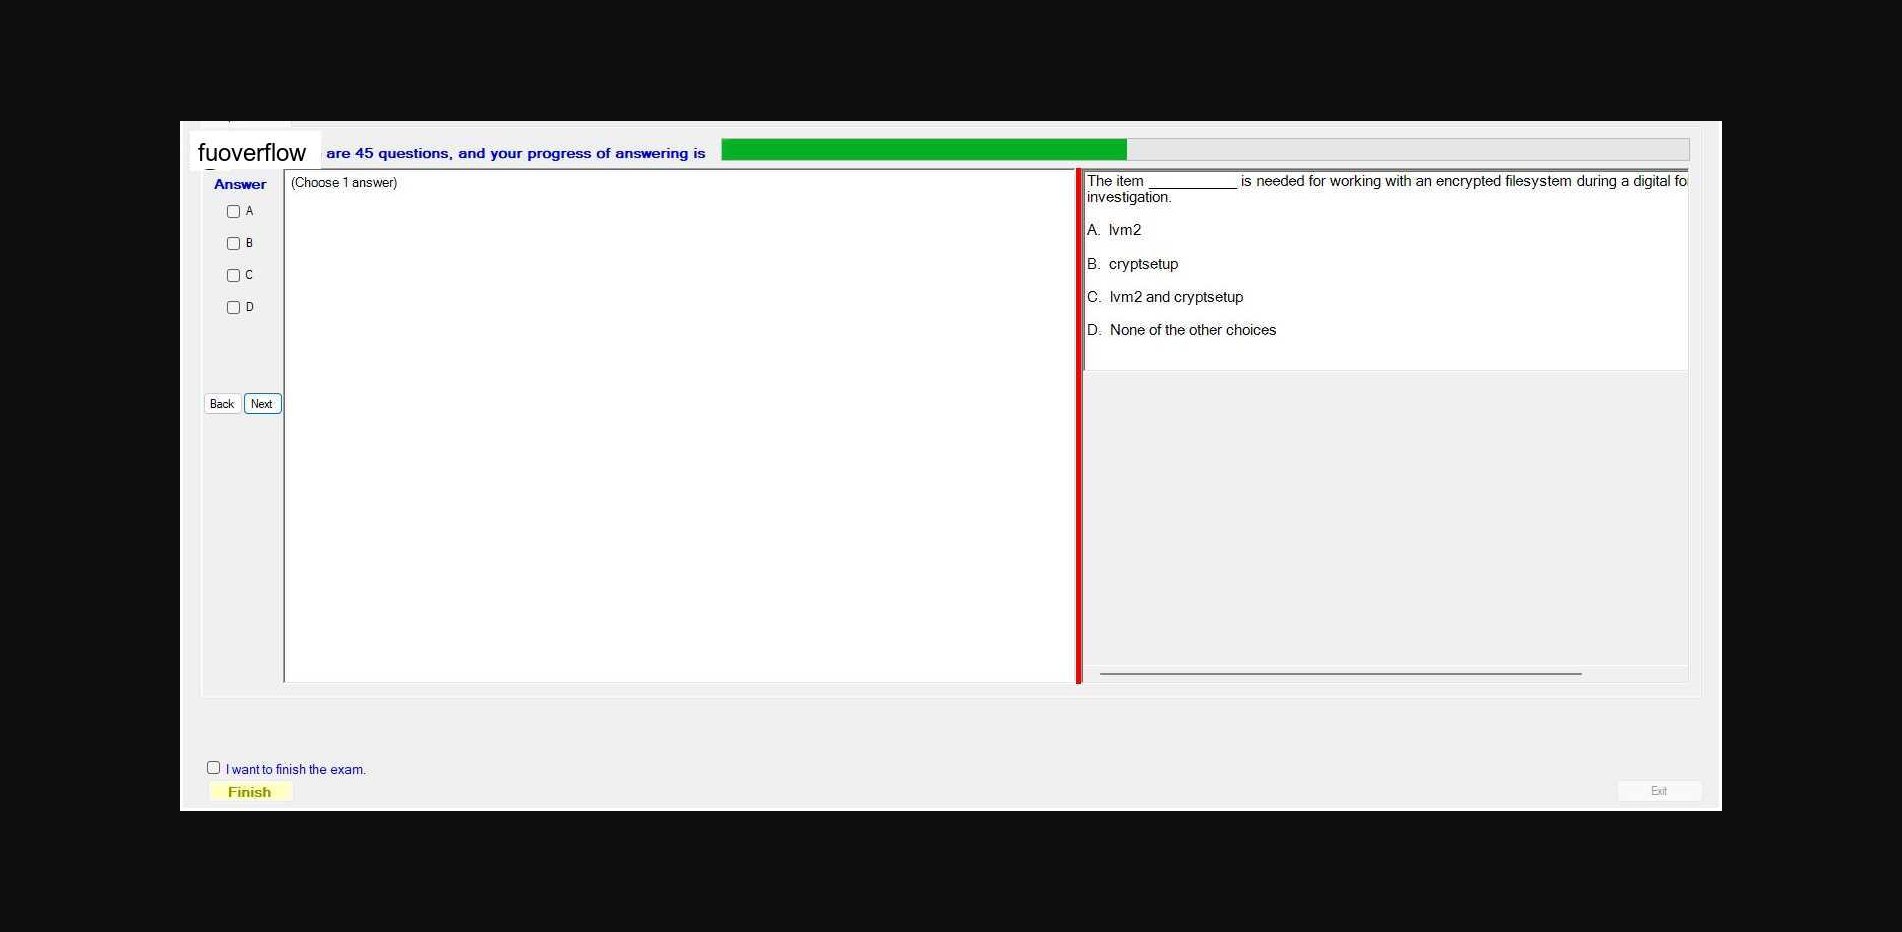 fuoverflow are 45 questions, and your progress of answering is
Answer
A
B
C
D
Back Next
(Choose 1 answer)
The item ___________ is needed for working with an encrypted filesystem during a digital fo
investigation.
A. lvm2
B. cryptsetup
C. lvm2 and cryptsetup
D. None of the other choices
I want to finish the exam.
Finish
Exit